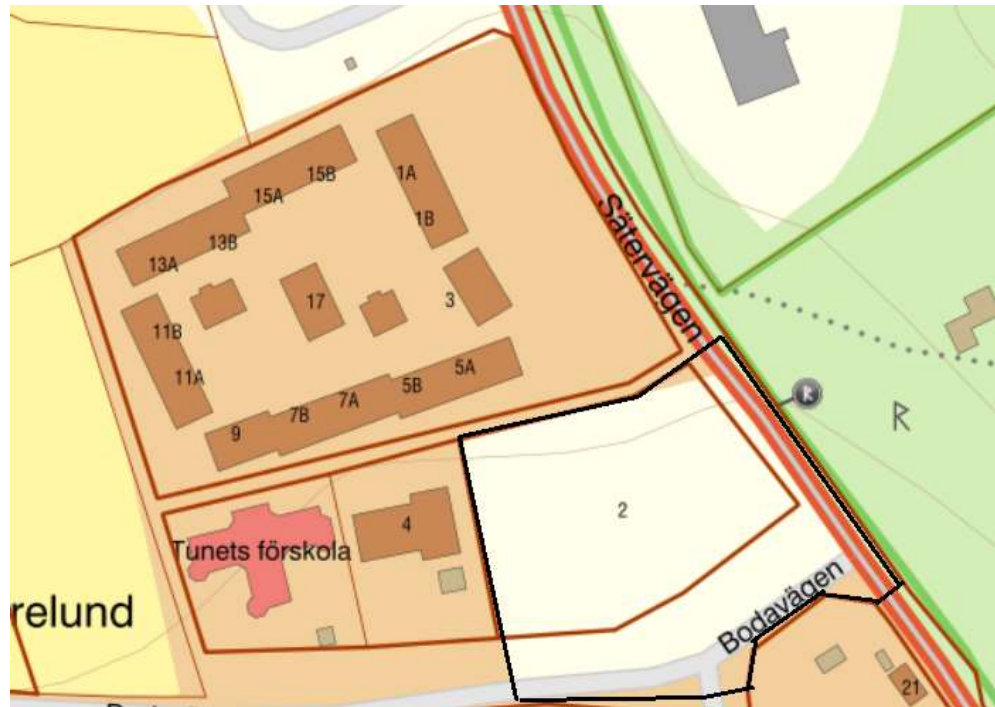 15B
1A
15A
1B
13B
13A
Sätervägen
17
3
11B
11A
5A
5B
7A
7B
9
R
2
4
Tunets förskola
relund
Bodavägen
21